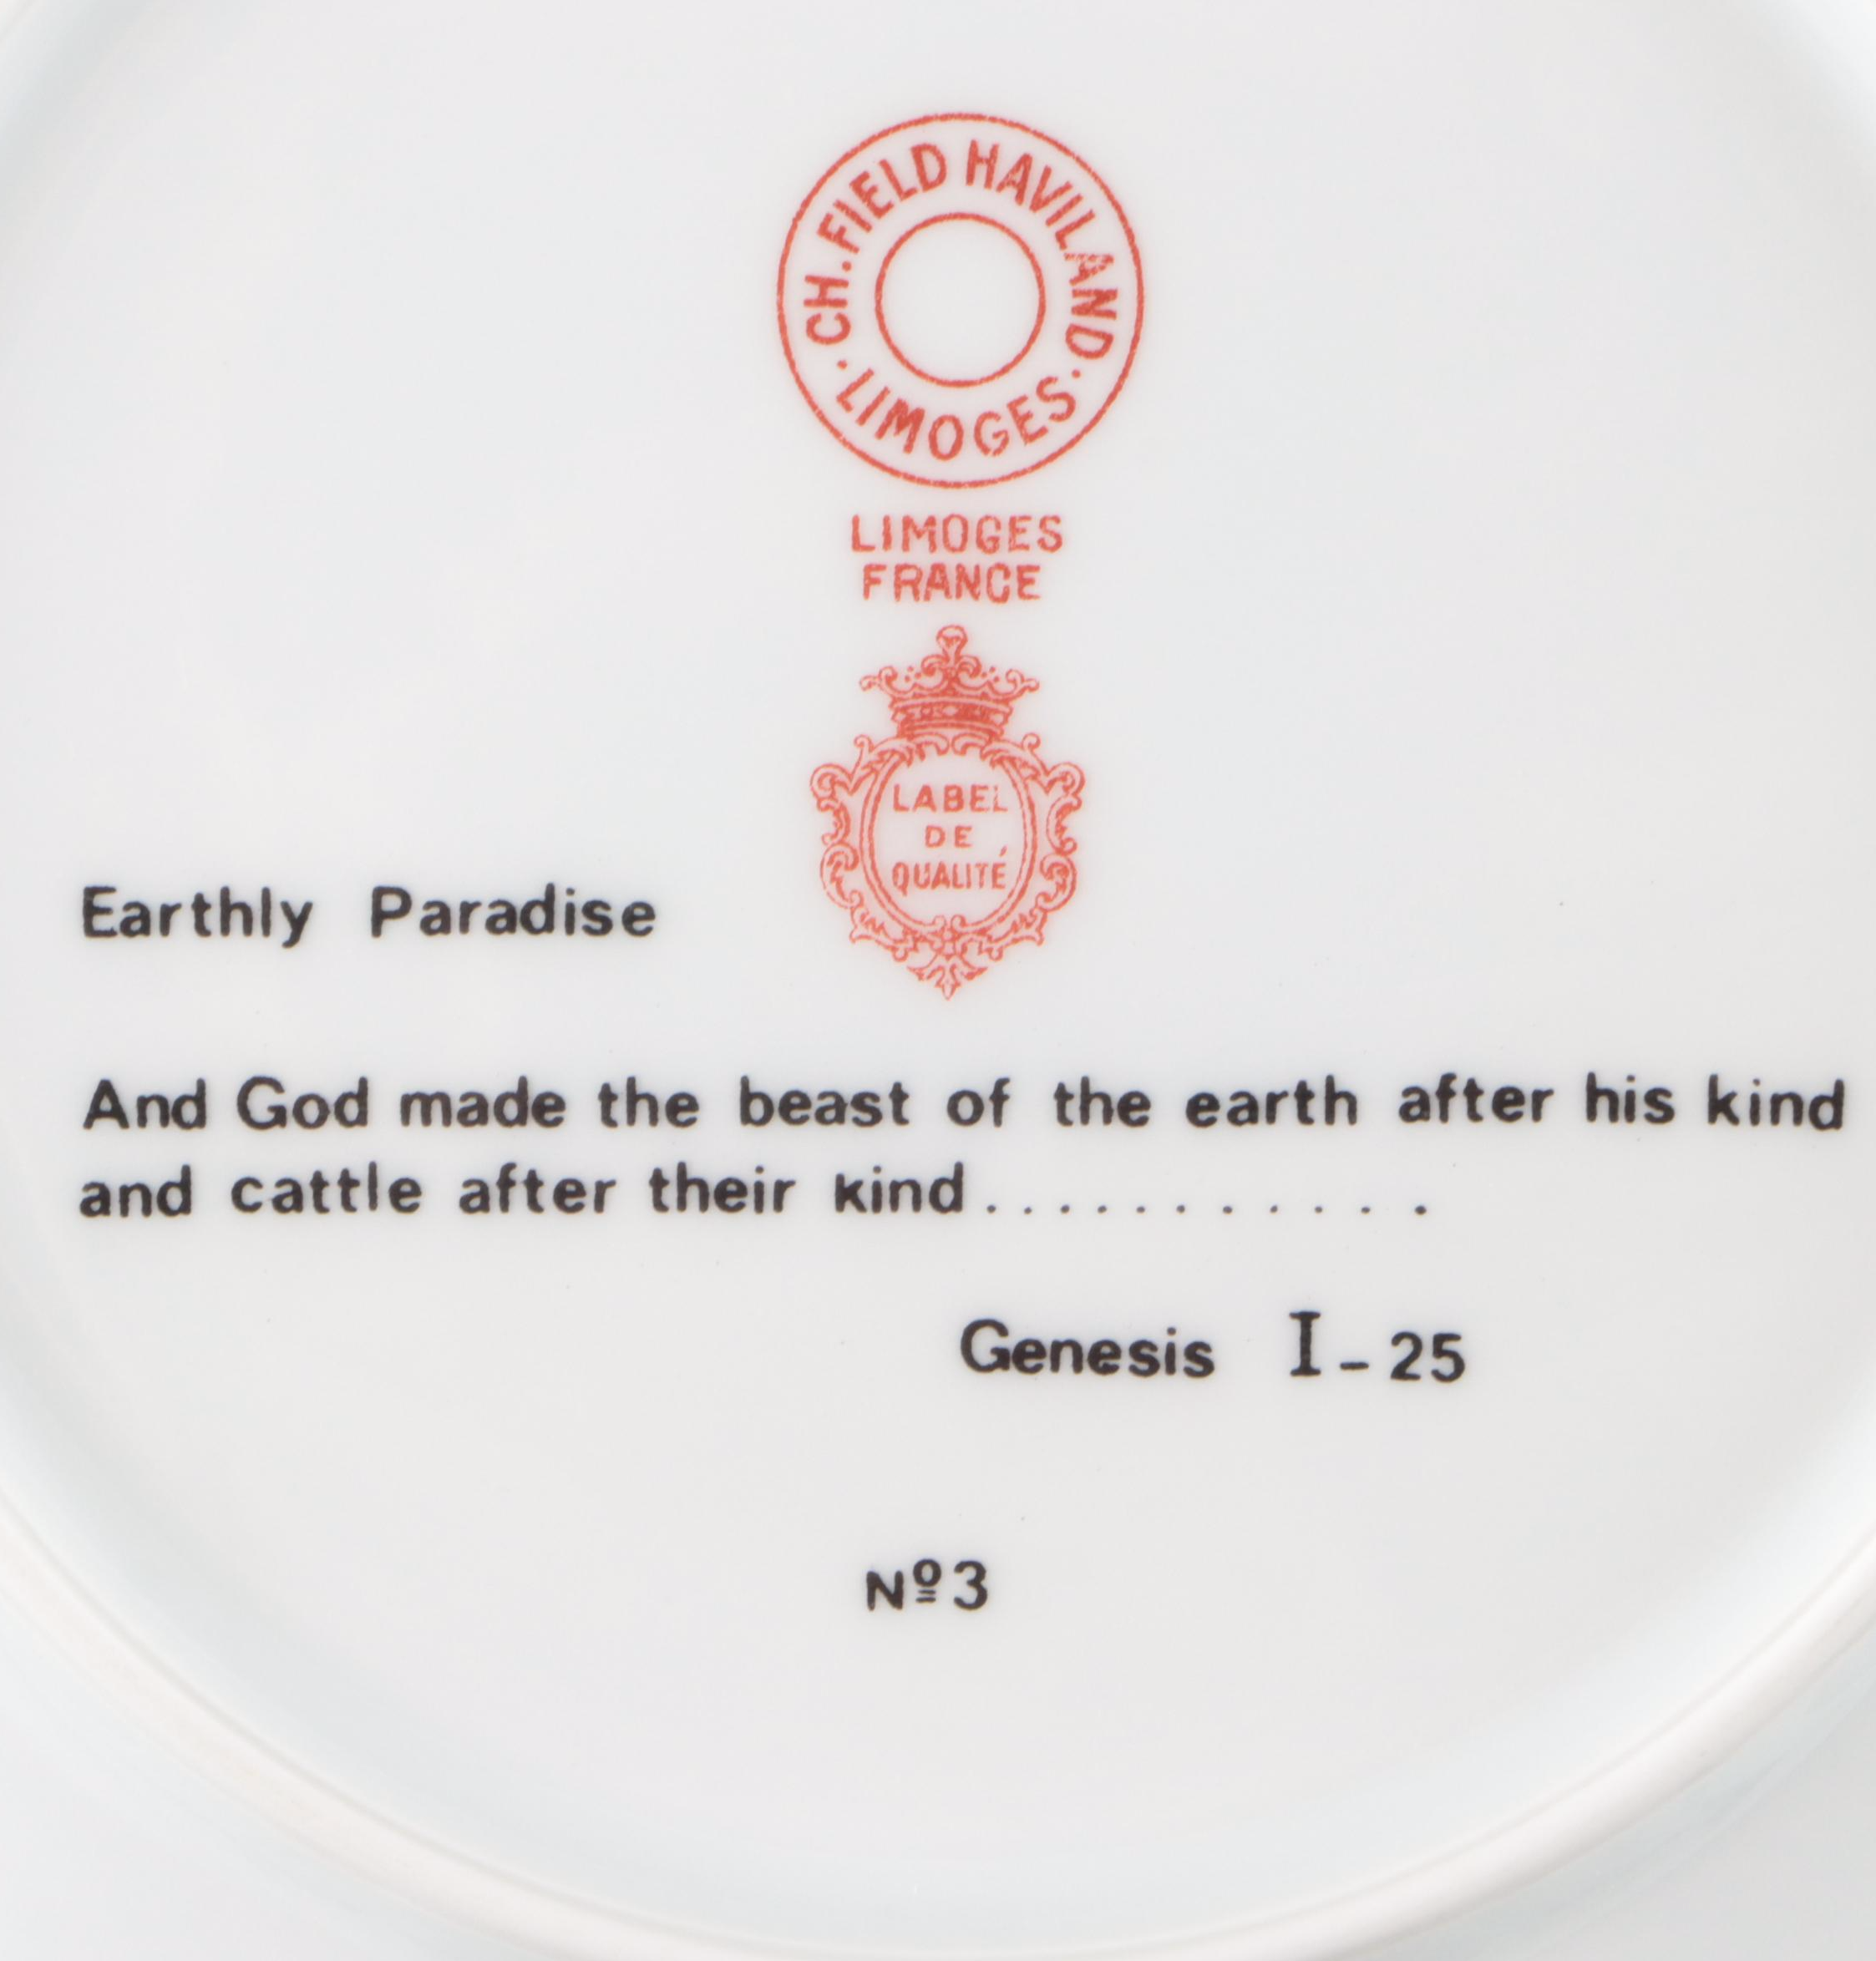 CH. FIELD HAVILAND
· LIMOGES ·
LIMOGES
FRANCE
LABEL
DE
QUALITÉ
Earthly Paradise
And God made the beast of the earth after his kind
and cattle after their kind............
Genesis I-25
Nº3